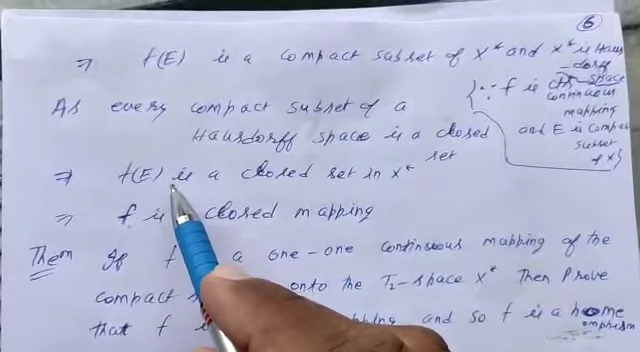 6
⇒ f(E) is a compact subset of X* and X* is Haus
-dorff
space
{∵ f is cts
continuous
mapping
and E is compact
subset
of X}
As every compact subset of a
Hausdorff space is a closed
set
⇒ f(E) is a closed set in X*
⇒ f is closed mapping
Them If f a one-one continuous mapping of the
compact onto the T2-space X* Then Prove
that f and so f is a homeo
omphism